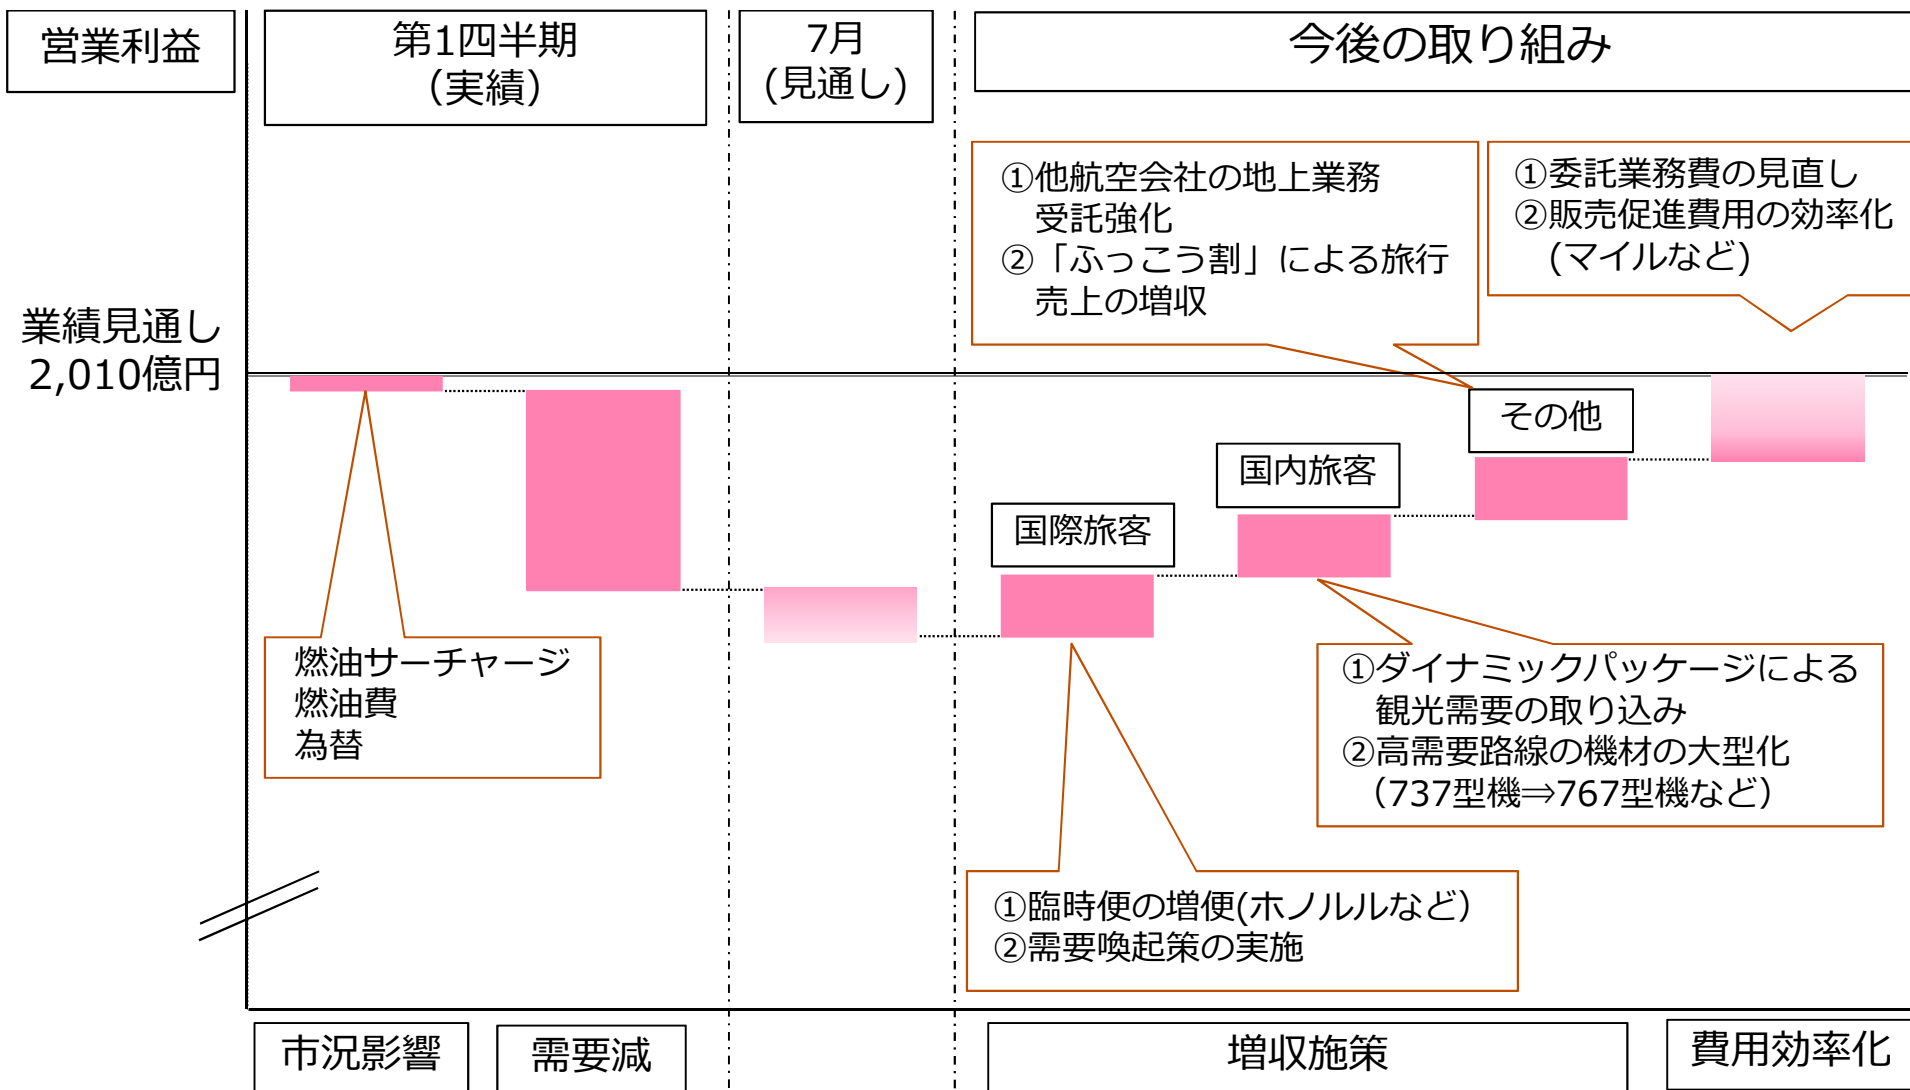 営業利益
第1四半期
（実績）
7月
(見通し)
今後の取り組み
①他航空会社の地上業務
受託強化
②「ふっこう割」による旅行
売上の増収
①委託業務費の見直し
②販売促進費用の効率化
(マイルなど)
業績見通し
2,010億円
その他
国内旅客
国際旅客
燃油サーチャージ
燃油費
為替
①ダイナミックパッケージによる
観光需要の取り込み
②高需要路線の機材の大型化
（737型機⇒767型機など）
①臨時便の増便(ホノルルなど）
②需要喚起策の実施
市況影響
需要減
増収施策
費用効率化